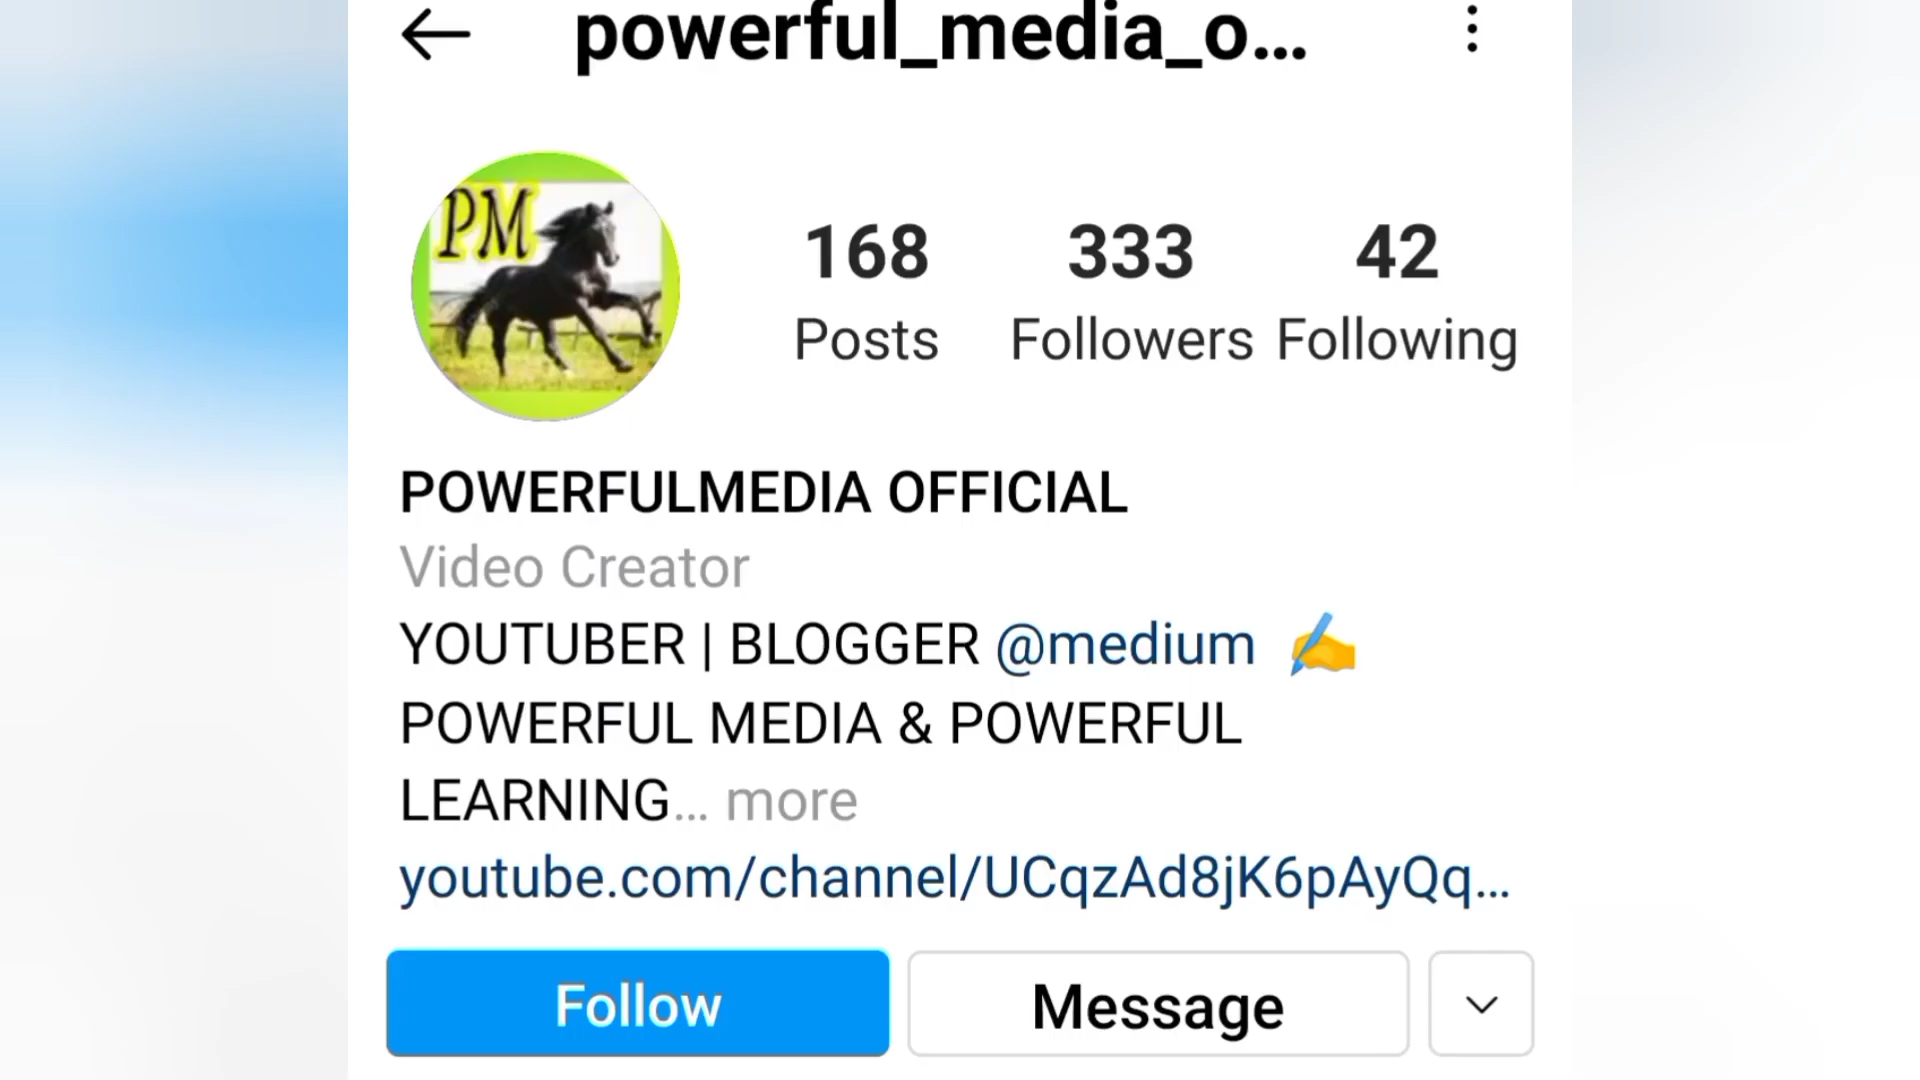 powerful_media_o...
PM
168 333 42
Posts Followers Following
POWERFULMEDIA OFFICIAL
Video Creator
YOUTUBER | BLOGGER @medium ✍️
POWERFUL MEDIA & POWERFUL
LEARNING... more
youtube.com/channel/UCqzAd8jK6pAyQq...
Follow Message